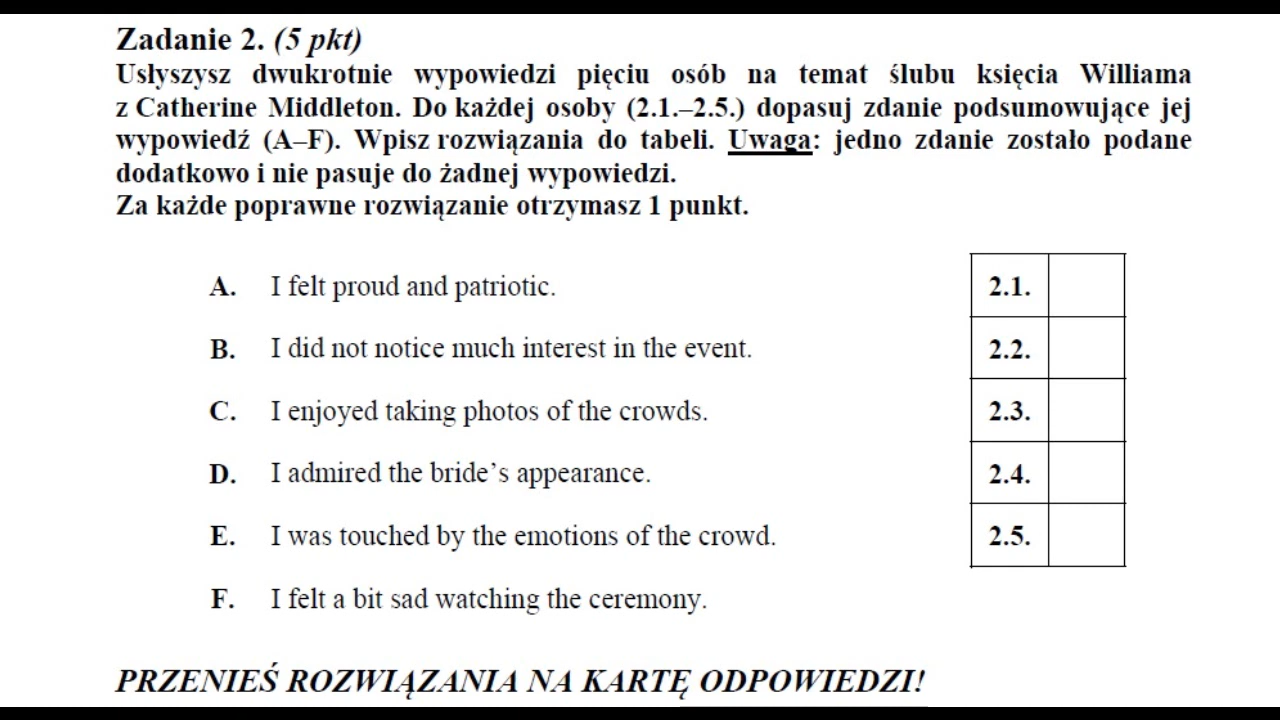 Zadanie 2. (5 pkt)
Usłyszysz dwukrotnie wypowiedzi pięciu osób na temat ślubu księcia Williama
z Catherine Middleton. Do każdej osoby (2.1.–2.5.) dopasuj zdanie podsumowujące jej
wypowiedź (A–F). Wpisz rozwiązania do tabeli. Uwaga: jedno zdanie zostało podane
dodatkowo i nie pasuje do żadnej wypowiedzi.
Za każde poprawne rozwiązanie otrzymasz 1 punkt.
A. I felt proud and patriotic.
B. I did not notice much interest in the event.
C. I enjoyed taking photos of the crowds.
D. I admired the bride’s appearance.
E. I was touched by the emotions of the crowd.
F. I felt a bit sad watching the ceremony.
2.1.
2.2.
2.3.
2.4.
2.5.
PRZENIEŚ ROZWIĄZANIA NA KARTĘ ODPOWIEDZI!